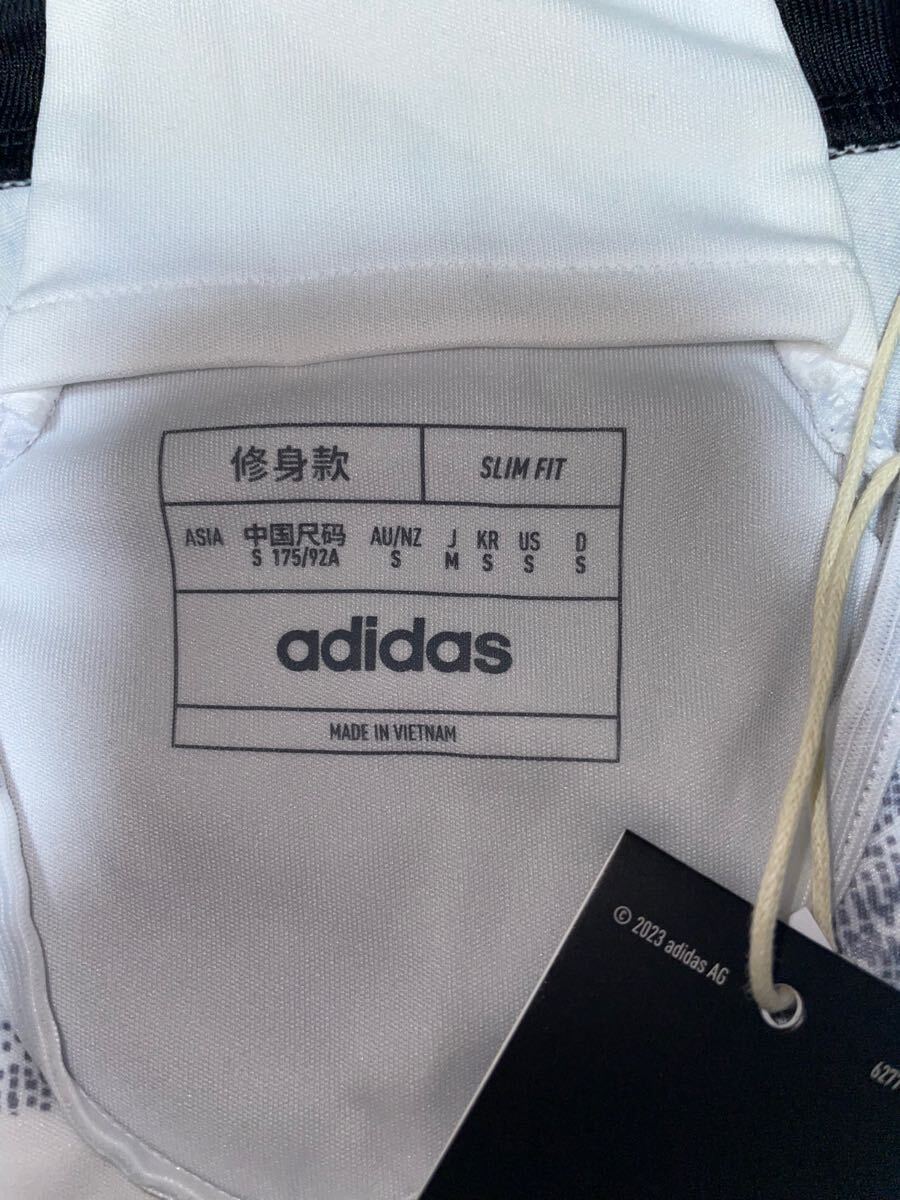 修身款 SLIM FIT
ASIA 中国尺码 AU/NZ J KR US D
S 175/92A S M S S S
adidas
MADE IN VIETNAM
© 2023 adidas AG